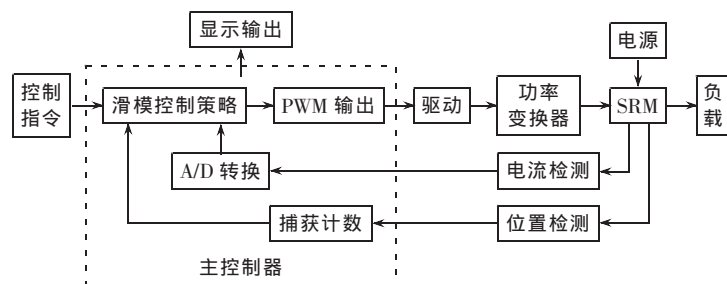 显示输出
电源
控制
指令
滑模控制策略
PWM 输出
驱动
功率
变换器
SRM
负
载
A/D 转换
电流检测
捕获计数
位置检测
主控制器